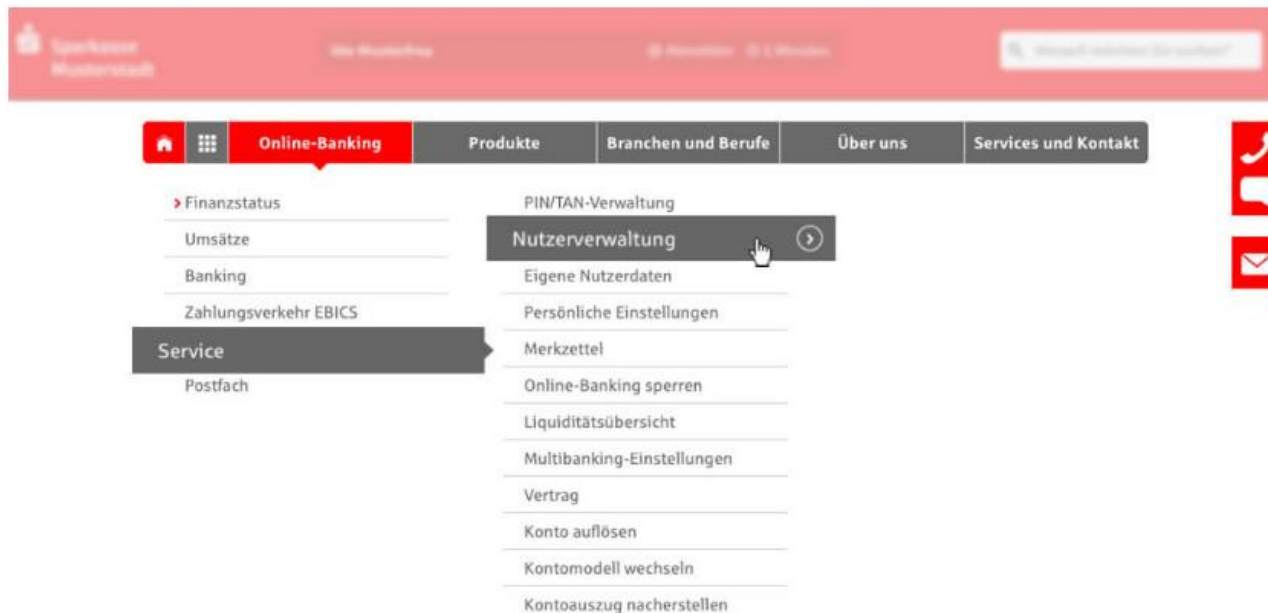 Sparkasse
Musterstadt
Online-Banking
Produkte
Branchen und Berufe
Über uns
Services und Kontakt
Finanzstatus
Umsätze
Banking
Zahlungsverkehr EBICS
Service
Postfach
PIN/TAN-Verwaltung
Nutzerverwaltung
Eigene Nutzerdaten
Persönliche Einstellungen
Merkzettel
Online-Banking sperren
Liquiditätsübersicht
Multibanking-Einstellungen
Vertrag
Konto auflösen
Kontomodell wechseln
Kontoauszug nacherstellen